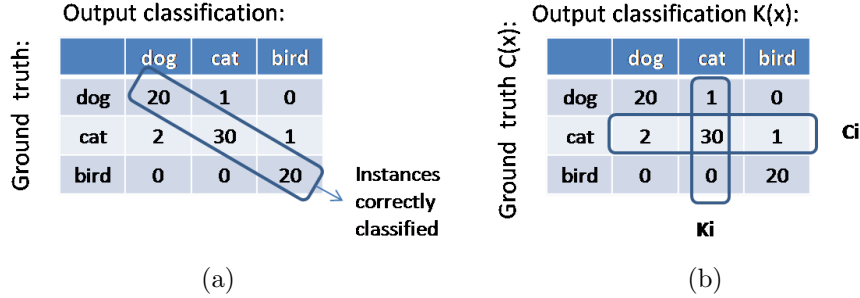 Output classification:
Ground truth:
dog cat bird
dog 20 1 0
cat 2 30 1
bird 0 0 20
Instances
correctly
classified
(a)
Output classification K(x):
Ground truth C(x):
dog cat bird
dog 20 1 0
cat 2 30 1
bird 0 0 20
Ci
Ki
(b)